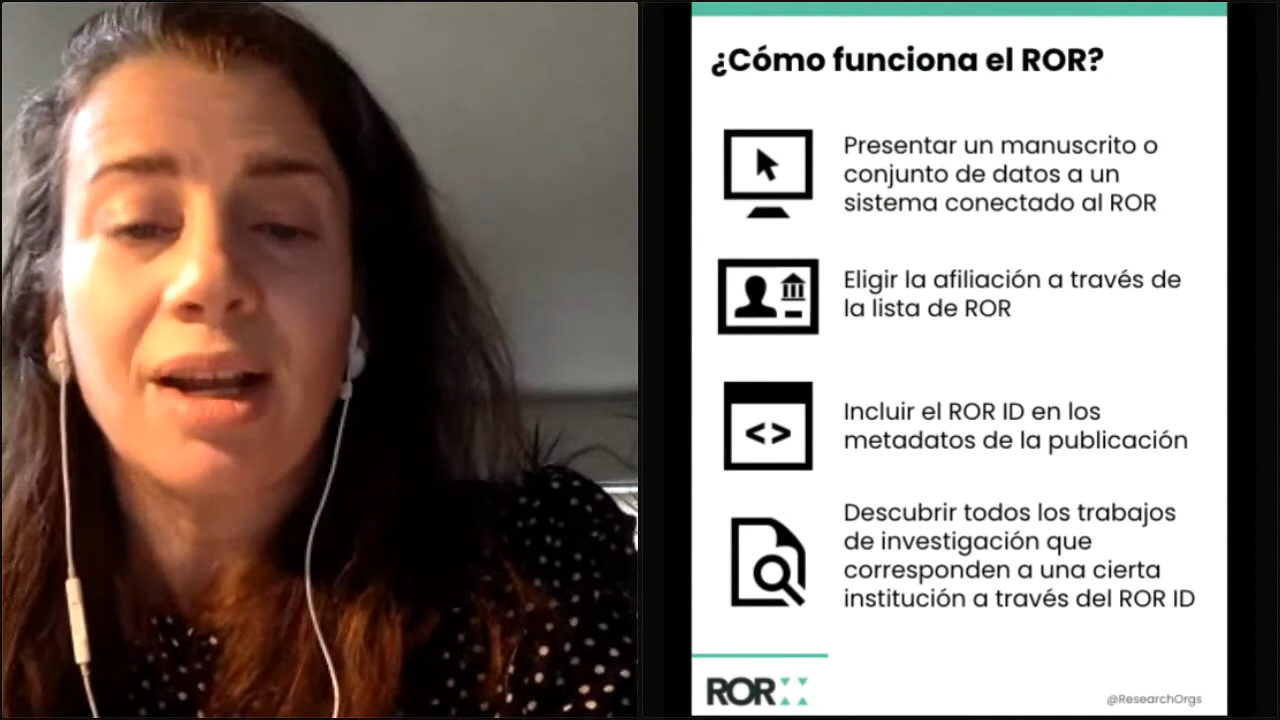 ¿Cómo funciona el ROR?
Presentar un manuscrito o
conjunto de datos a un
sistema conectado al ROR
Eligir la afiliación a través de
la lista de ROR
<>
Incluir el ROR ID en los
metadatos de la publicación
Descubrir todos los trabajos
de investigación que
corresponden a una cierta
institución a través del ROR ID
ROR
@ResearchOrgs